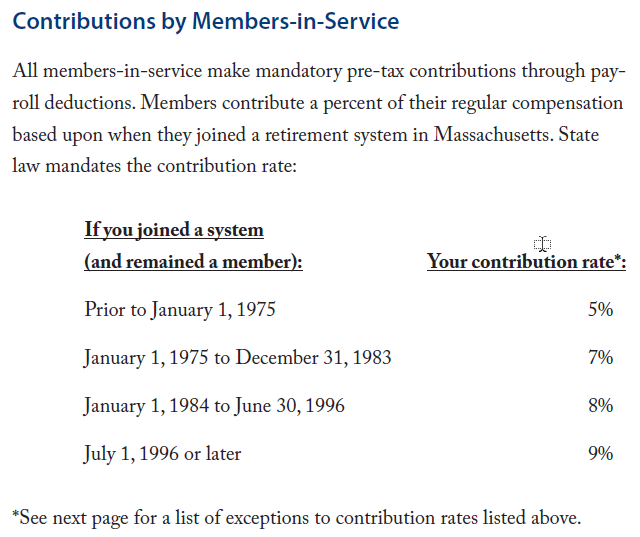 Contributions by Members-in-Service
All members-in-service make mandatory pre-tax contributions through pay-
roll deductions. Members contribute a percent of their regular compensation
based upon when they joined a retirement system in Massachusetts. State
law mandates the contribution rate:
If you joined a system
(and remained a member): Your contribution rate*:
Prior to January 1, 1975 5%
January 1, 1975 to December 31, 1983 7%
January 1, 1984 to June 30, 1996 8%
July 1, 1996 or later 9%
*See next page for a list of exceptions to contribution rates listed above.